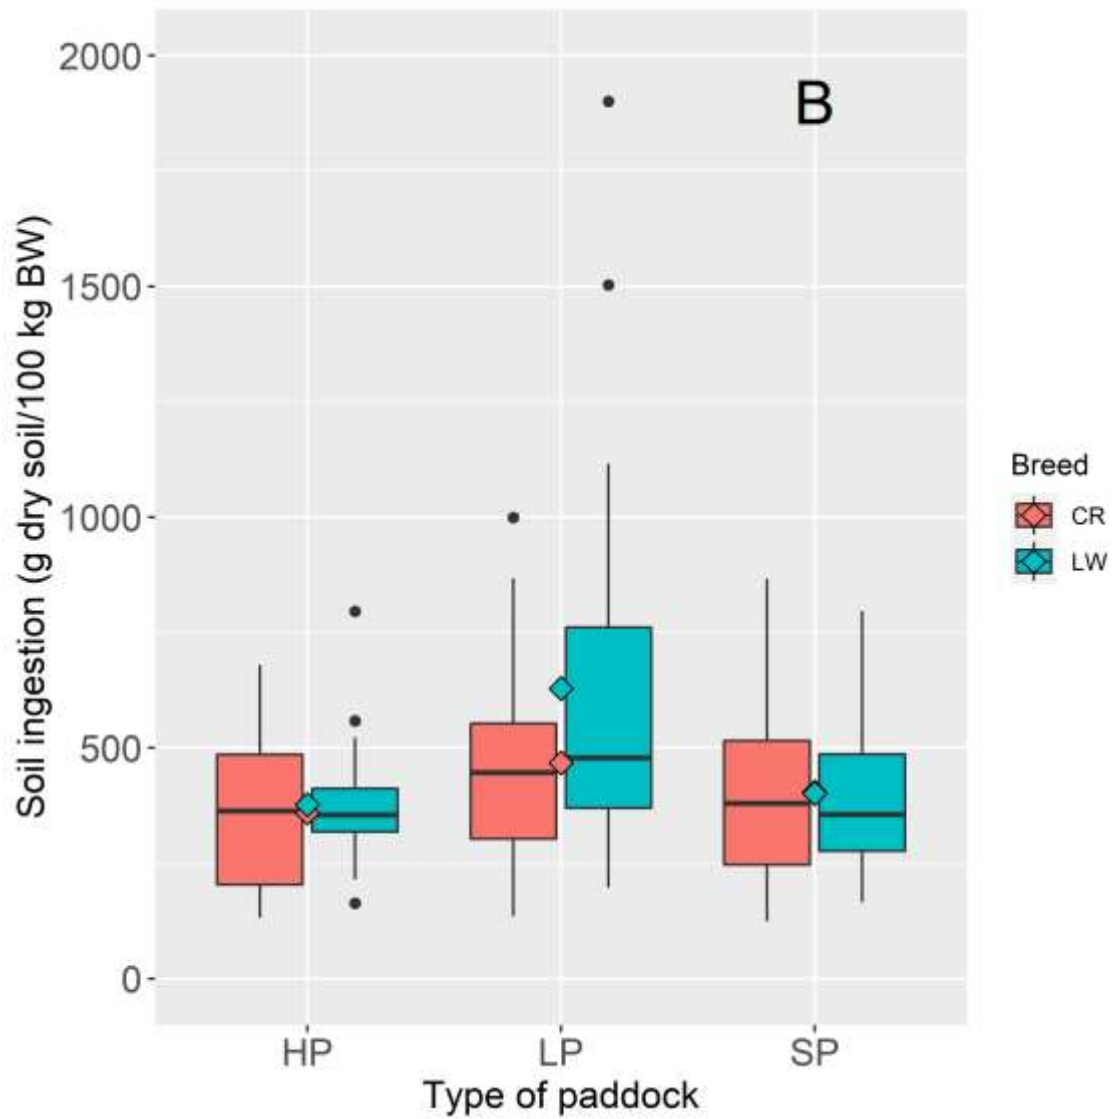 B
Soil ingestion (g dry soil/100 kg BW)
2000
1500
1000
500
0
HP LP SP
Type of paddock
Breed
CR
LW